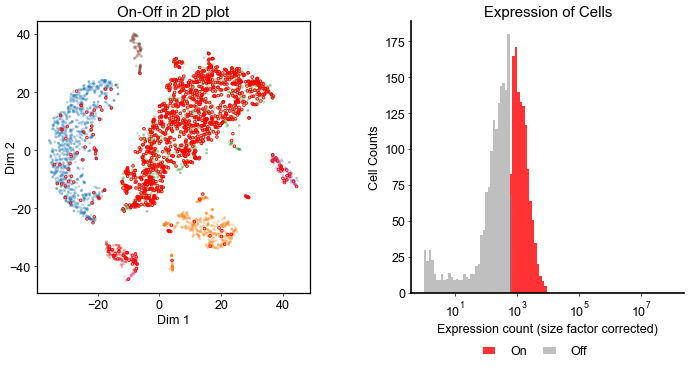 On-Off in 2D plot
40
20
0
−20
−40
Dim 2
−20
0
20
40
Dim 1
Expression of Cells
175
150
125
100
75
50
25
0
Cell Counts
10^1
10^3
10^5
10^7
Expression count (size factor corrected)
On
Off